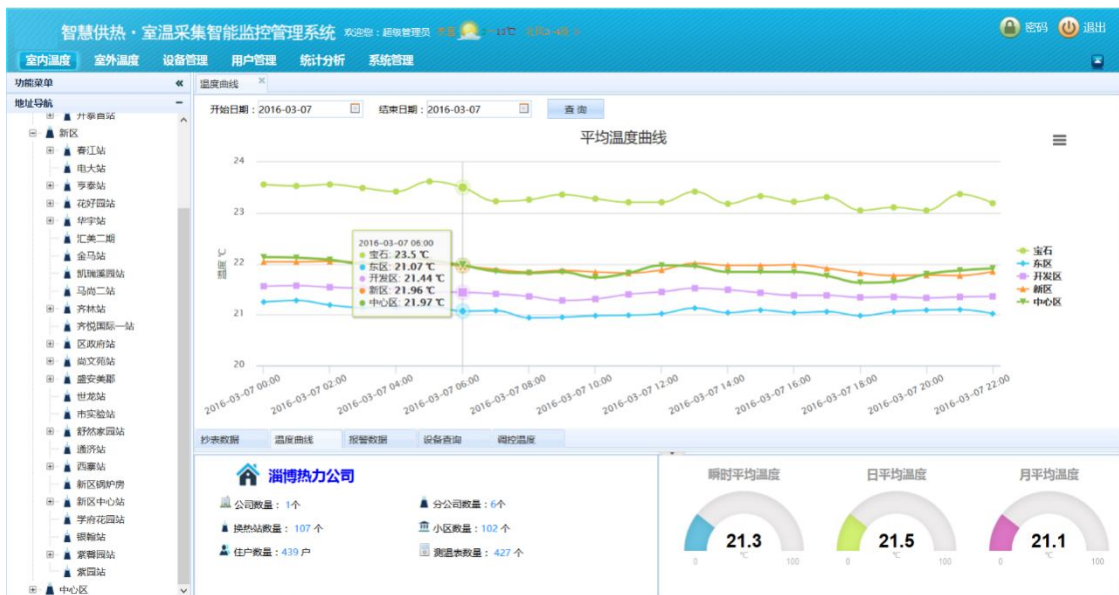 智慧供热·室温采集智能监控管理系统 欢迎您：超级管理员
密码 退出
室内温度 室外温度 设备管理 用户管理 统计分析 系统管理
功能菜单 «
温度曲线 ×
地址导航 −
开始日期：2016-03-07 结束日期：2016-03-07 查询
新区
春江站
电大站
亨泰站
花好园站
华宇站
汇美二期
金马站
凯瑞溪园站
马尚二站
齐林站
齐悦国际一站
区政府站
尚文苑站
盛安美郡
世龙站
市实验站
舒然家园站
通济站
西寨站
新区锅炉房
新区中心站
学府花园站
银翰站
紫馨园站
紫园站
中心区
平均温度曲线
24
23
22
21
20
温度 ℃
2016-03-07 06:00
宝石: 23.5 ℃
东区: 21.07 ℃
开发区: 21.44 ℃
新区: 21.96 ℃
中心区: 21.97 ℃
宝石
东区
开发区
新区
中心区
2016-03-07 00:00 2016-03-07 02:00 2016-03-07 04:00 2016-03-07 06:00 2016-03-07 08:00 2016-03-07 10:00 2016-03-07 12:00 2016-03-07 14:00 2016-03-07 16:00 2016-03-07 18:00 2016-03-07 20:00 2016-03-07 22:00
抄表数据 温度曲线 报警数据 设备查询 调控温度
淄博热力公司
公司数量：1个 分公司数量：6个
换热站数量：107 个 小区数量：102 个
住户数量：439 户 测温表数量：427 个
瞬时平均温度 日平均温度 月平均温度
21.3 21.5 21.1
℃ ℃ ℃
0 100 0 100 0 100